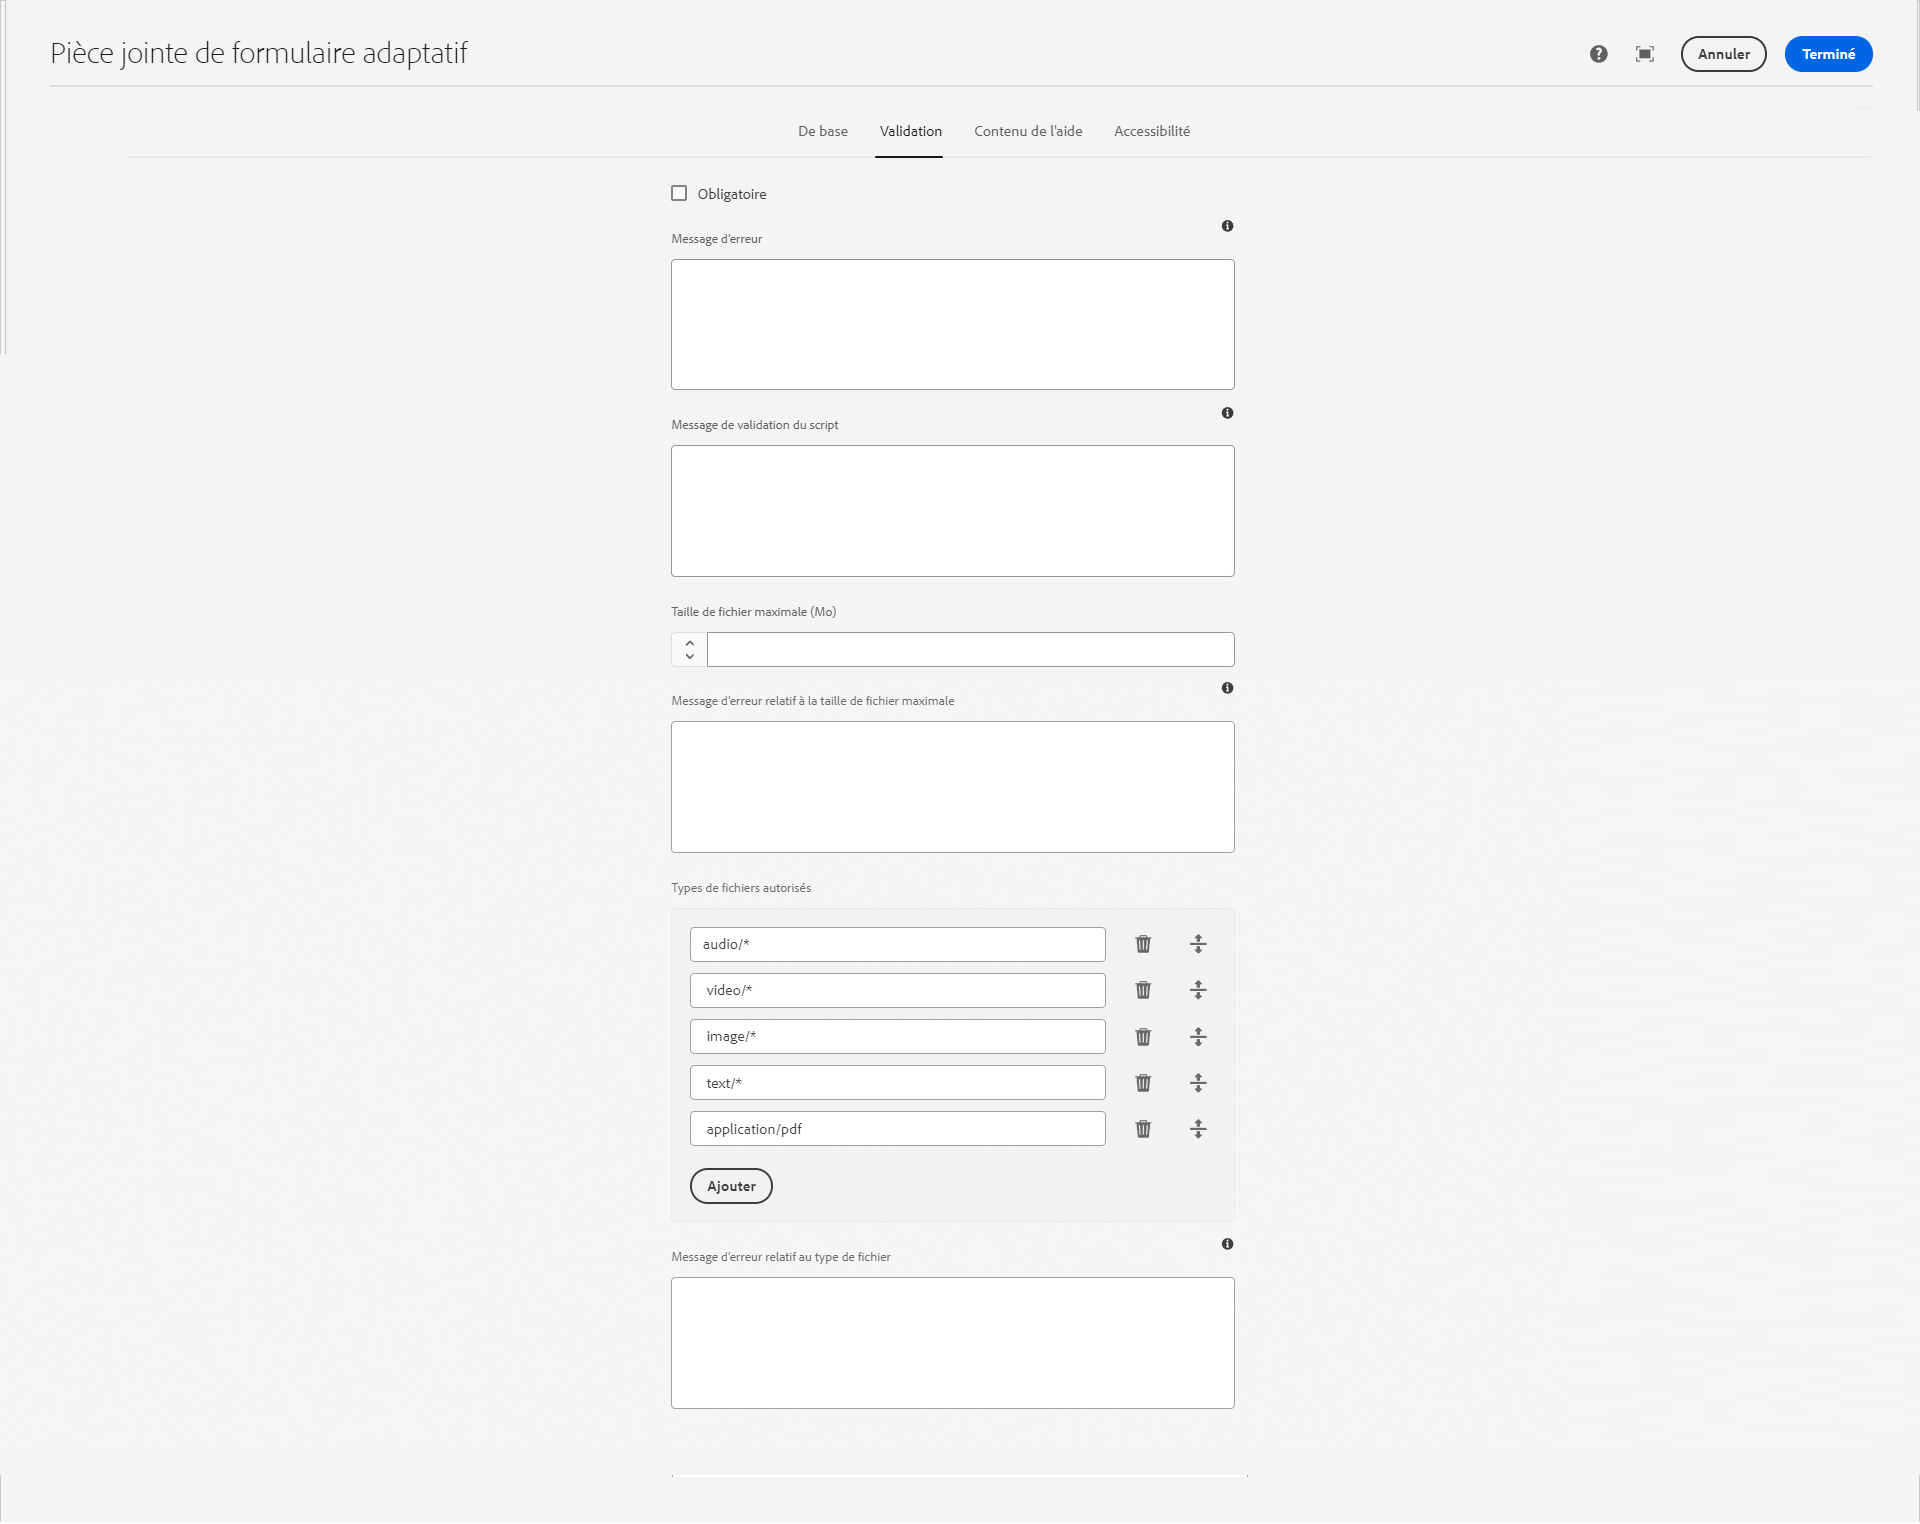 Pièce jointe de formulaire adaptatif
Annuler
Terminé
De base
Validation
Contenu de l'aide
Accessibilité
Obligatoire
Message d'erreur
Message de validation du script
Taille de fichier maximale (Mo)
Message d'erreur relatif à la taille de fichier maximale
Types de fichiers autorisés
audio/*
video/*
image/*
text/*
application/pdf
Ajouter
Message d'erreur relatif au type de fichier